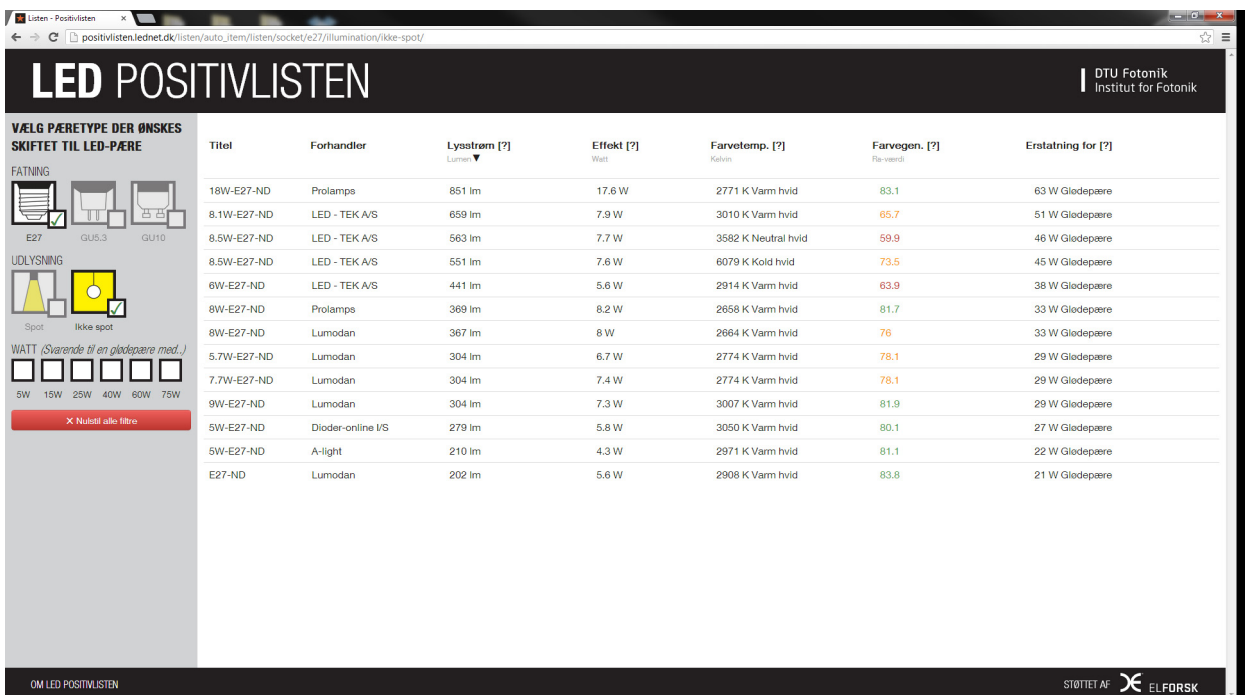 Listen - Positivlisten
positivlisten.lednet.dk/listen/auto_item/listen/socket/e27/illumination/ikke-spot/
LED POSITIVLISTEN
DTU Fotonik
Institut for Fotonik
VÆLG PÆRETYPE DER ØNSKES
SKIFTET TIL LED-PÆRE
FATNING
E27 GU5.3 GU10
UDLYSNING
Spot Ikke spot
WATT (Svarende til en glødepære med..)
5W 15W 25W 40W 60W 75W
X Nulstil alle filtre
Titel Forhandler Lysstrøm [?] Effekt [?] Farvetemp. [?] Farvegen. [?] Erstatning for [?]
Lumen ▼ Watt Kelvin Ra-værdi
18W-E27-ND Prolamps 851 lm 17.6 W 2771 K Varm hvid 83.1 63 W Glødepære
8.1W-E27-ND LED - TEK A/S 659 lm 7.9 W 3010 K Varm hvid 65.7 51 W Glødepære
8.5W-E27-ND LED - TEK A/S 563 lm 7.7 W 3582 K Neutral hvid 59.9 46 W Glødepære
8.5W-E27-ND LED - TEK A/S 551 lm 7.6 W 6079 K Kold hvid 73.5 45 W Glødepære
6W-E27-ND LED - TEK A/S 441 lm 5.6 W 2914 K Varm hvid 63.9 38 W Glødepære
8W-E27-ND Prolamps 369 lm 8.2 W 2658 K Varm hvid 81.7 33 W Glødepære
8W-E27-ND Lumodan 367 lm 8 W 2664 K Varm hvid 76 33 W Glødepære
5.7W-E27-ND Lumodan 304 lm 6.7 W 2774 K Varm hvid 78.1 29 W Glødepære
7.7W-E27-ND Lumodan 304 lm 7.4 W 2774 K Varm hvid 78.1 29 W Glødepære
9W-E27-ND Lumodan 304 lm 7.3 W 3007 K Varm hvid 81.9 29 W Glødepære
5W-E27-ND Dioder-online I/S 279 lm 5.8 W 3050 K Varm hvid 80.1 27 W Glødepære
5W-E27-ND A-light 210 lm 4.3 W 2971 K Varm hvid 81.1 22 W Glødepære
E27-ND Lumodan 202 lm 5.6 W 2908 K Varm hvid 83.8 21 W Glødepære
OM LED POSITIVLISTEN
STØTTET AF ELFORSK